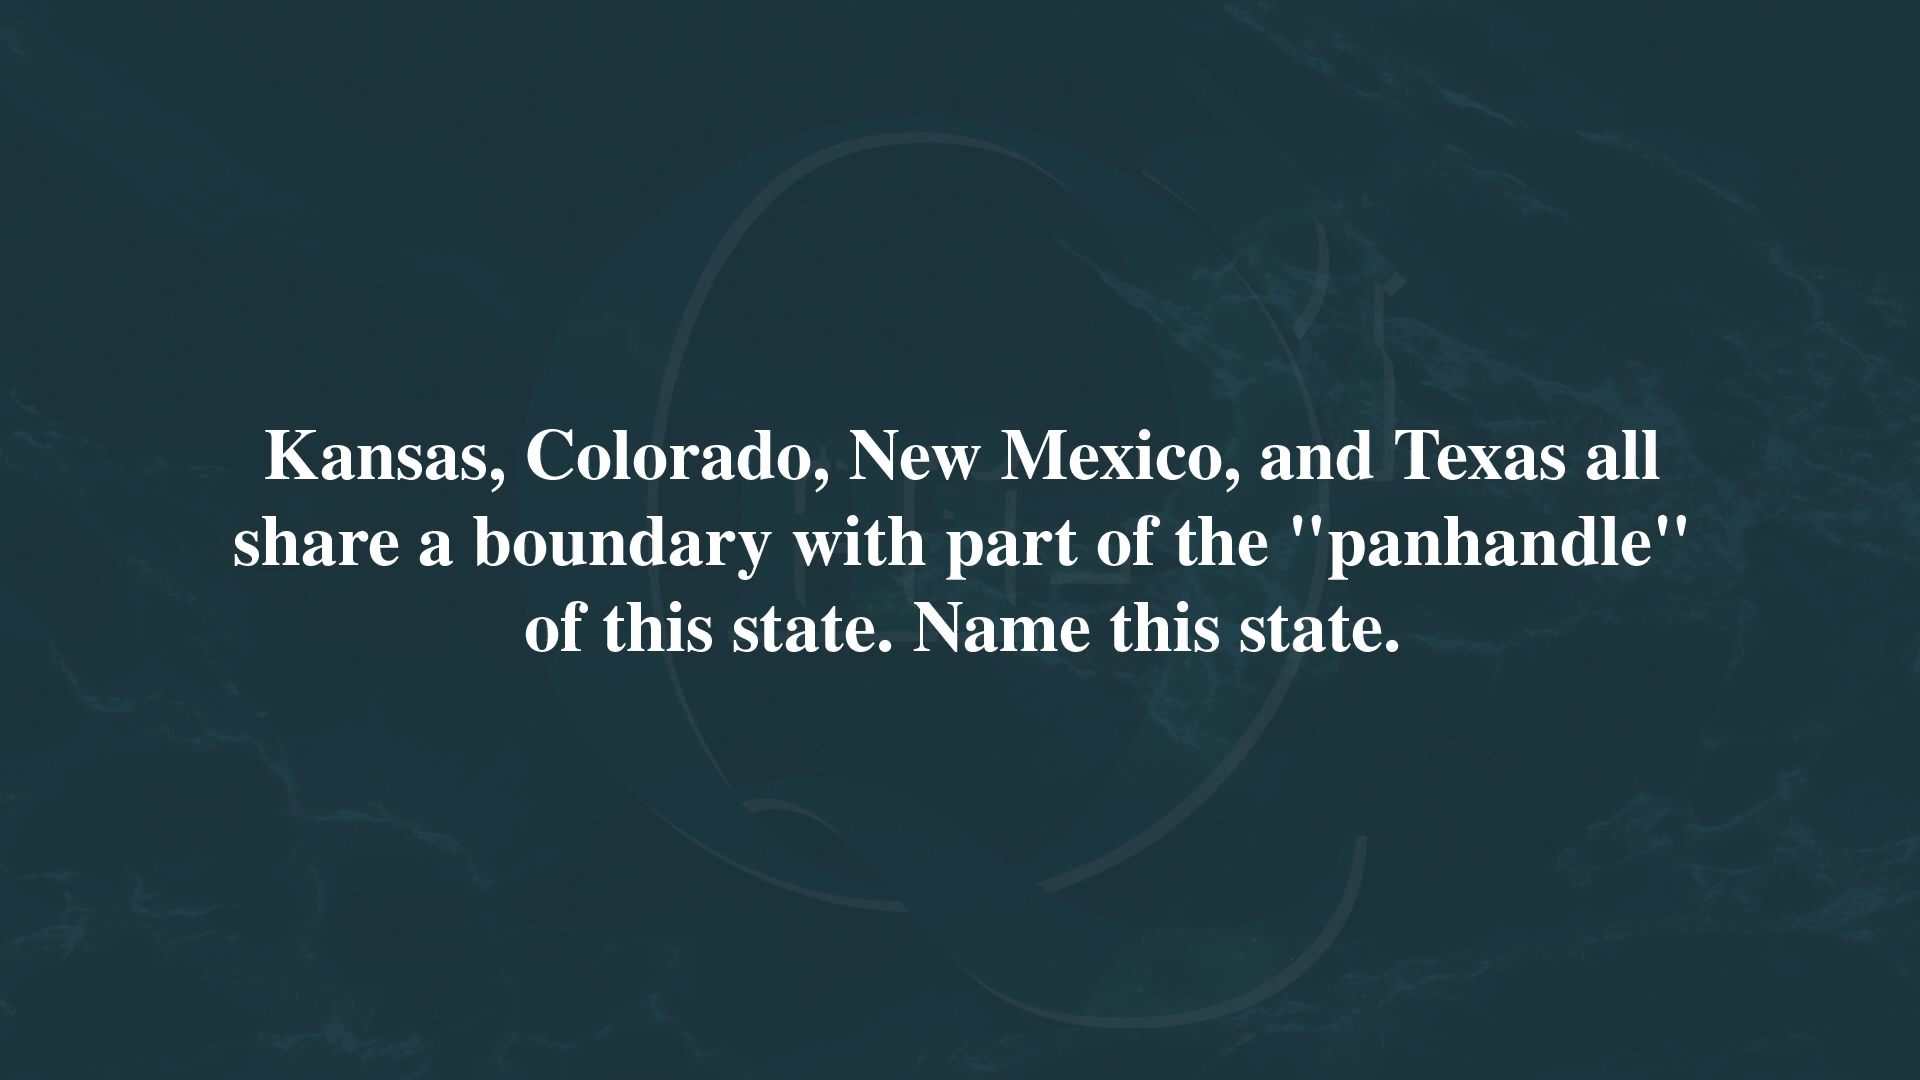 Kansas, Colorado, New Mexico, and Texas all
share a boundary with part of the "panhandle"
of this state. Name this state.